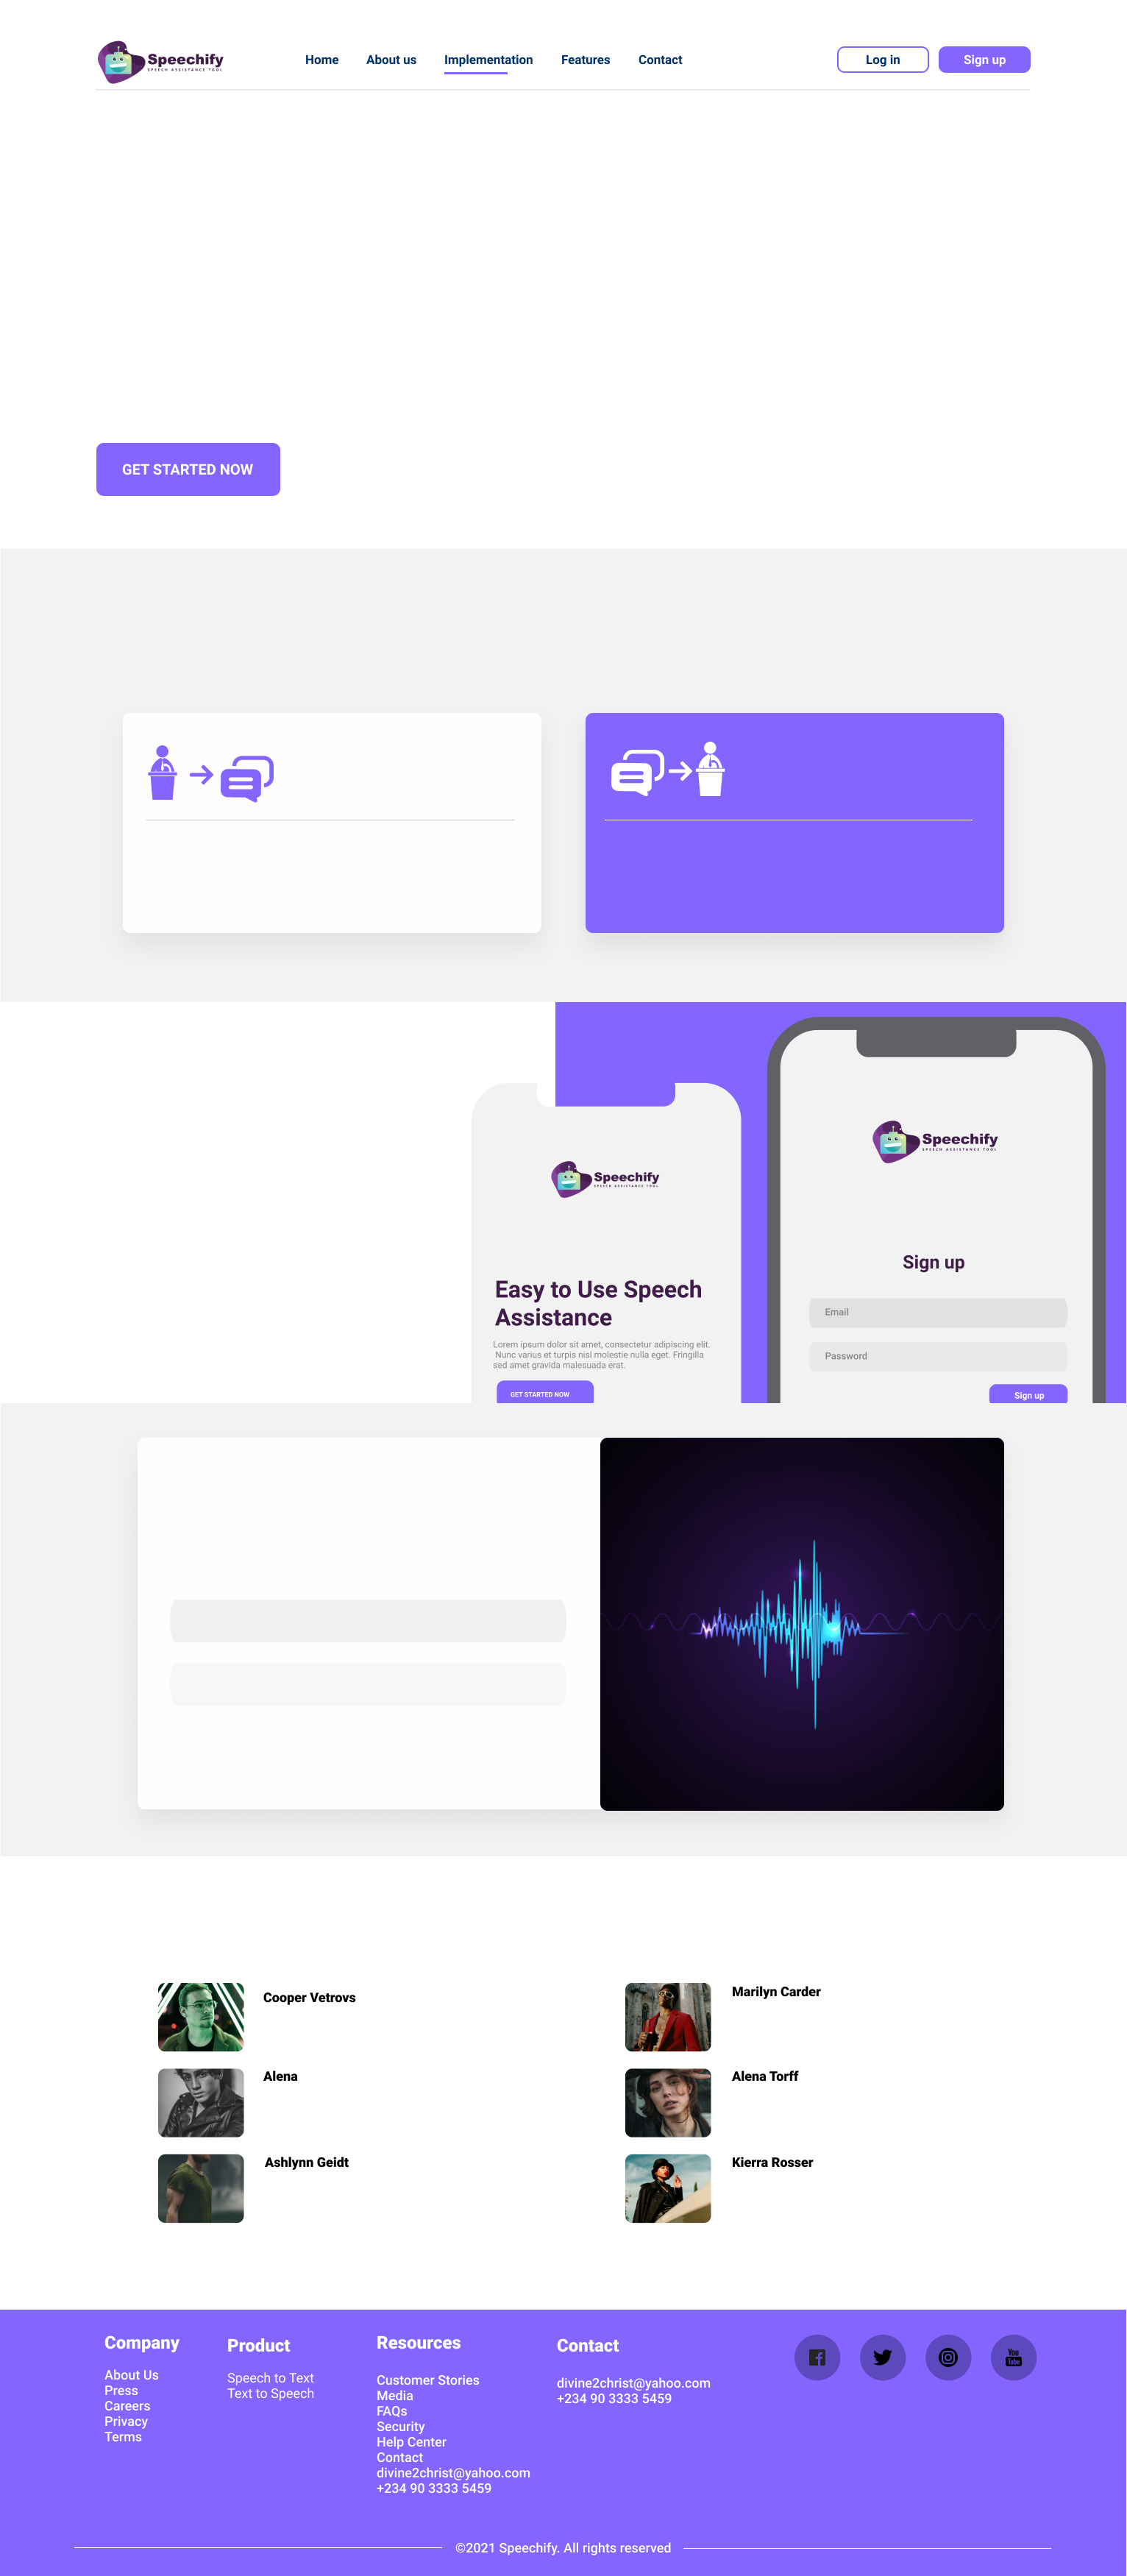 Speechify
SPEECH ASSISTANCE TOOL
Home
About us
Implementation
Features
Contact
Log in
Sign up
GET STARTED NOW
Speechify
SPEECH ASSISTANCE TOOL
Speechify
SPEECH ASSISTANCE TOOL
Sign up
Easy to Use Speech
Assistance
Email
Lorem ipsum dolor sit amet, consectetur adipiscing elit.
Nunc varius et turpis nisl molestie nulla eget. Fringilla
sed amet gravida malesuada erat.
Password
GET STARTED NOW
Sign up
Cooper Vetrovs
Marilyn Carder
Alena
Alena Torff
Ashlynn Geidt
Kierra Rosser
Company
About Us
Press
Careers
Privacy
Terms
Product
Speech to Text
Text to Speech
Resources
Customer Stories
Media
FAQs
Security
Help Center
Contact
divine2christ@yahoo.com
+234 90 3333 5459
Contact
divine2christ@yahoo.com
+234 90 3333 5459
You
Tube
©2021 Speechify. All rights reserved